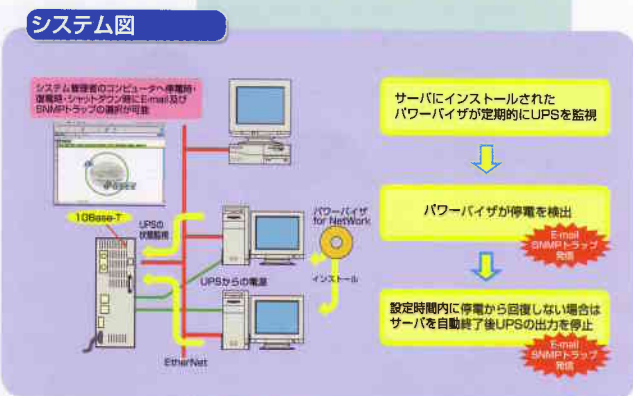 システム図
システム管理者のコンピュータへ停電時・
復電時・シャットダウン時にE-mail及び
SNMPトラップの選択が可能
10Base-T
UPSの
状態監視
パワーバイザ
for NetWork
インストール
UPSからの電源
EtherNet
サーバにインストールされた
パワーバイザが定期的にUPSを監視
パワーバイザが停電を検出
E-mail
SNMPトラップ
発信
設定時間内に停電から回復しない場合は
サーバを自動終了後UPSの出力を停止
E-mail
SNMPトラップ
発信